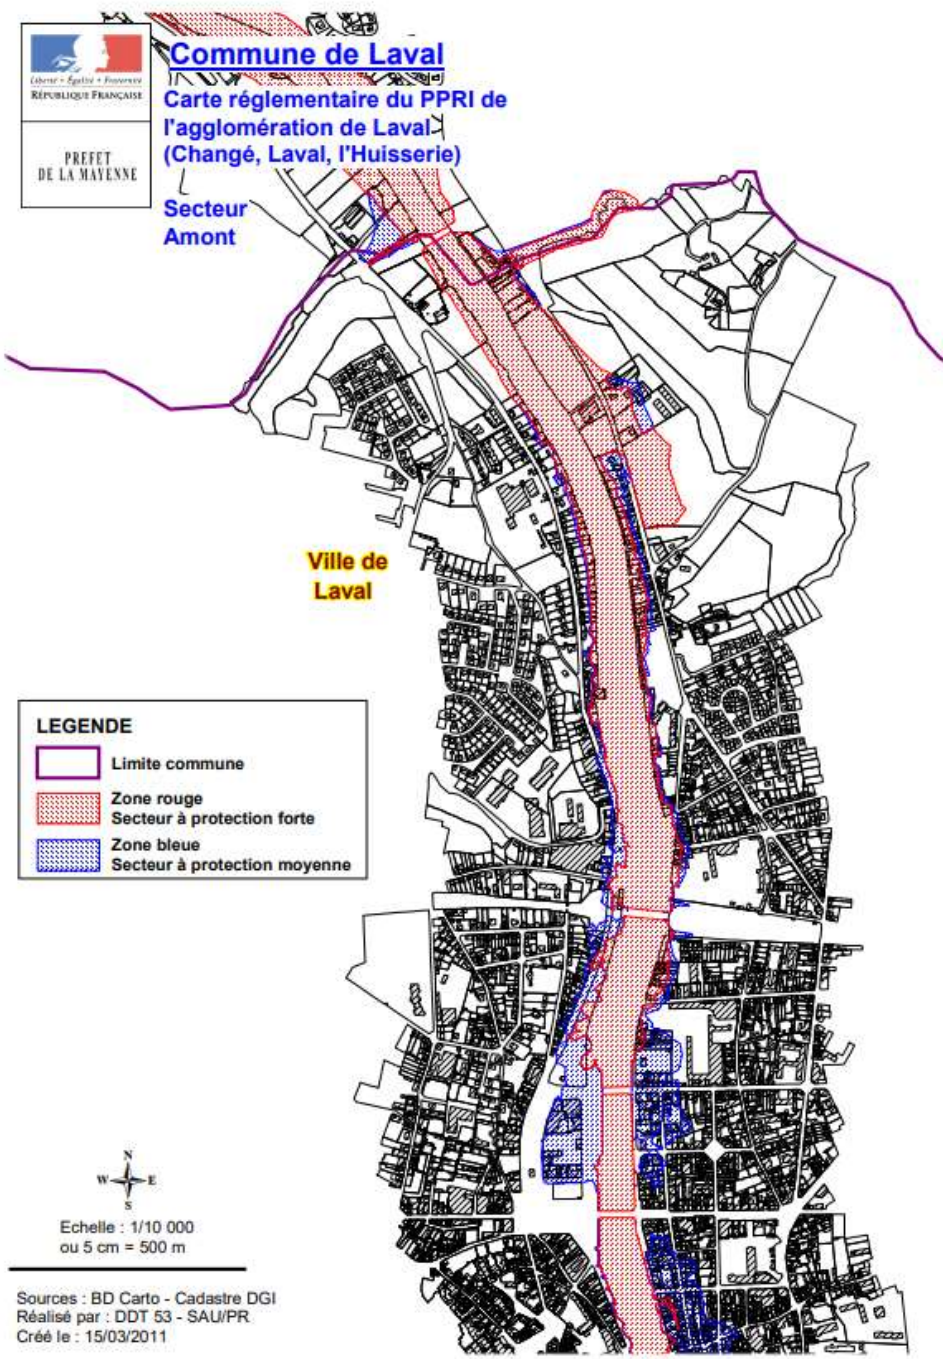 Liberté • Égalité • Fraternité
RÉPUBLIQUE FRANÇAISE
PREFET
DE LA MAYENNE
Commune de Laval
Carte réglementaire du PPRI de
l'agglomération de Laval
(Changé, Laval, l'Huisserie)
Secteur
Amont
Ville de
Laval
LEGENDE
Limite commune
Zone rouge
Secteur à protection forte
Zone bleue
Secteur à protection moyenne
N
W E
S
Echelle : 1/10 000
ou 5 cm = 500 m
Sources : BD Carto - Cadastre DGI
Réalisé par : DDT 53 - SAU/PR
Créé le : 15/03/2011